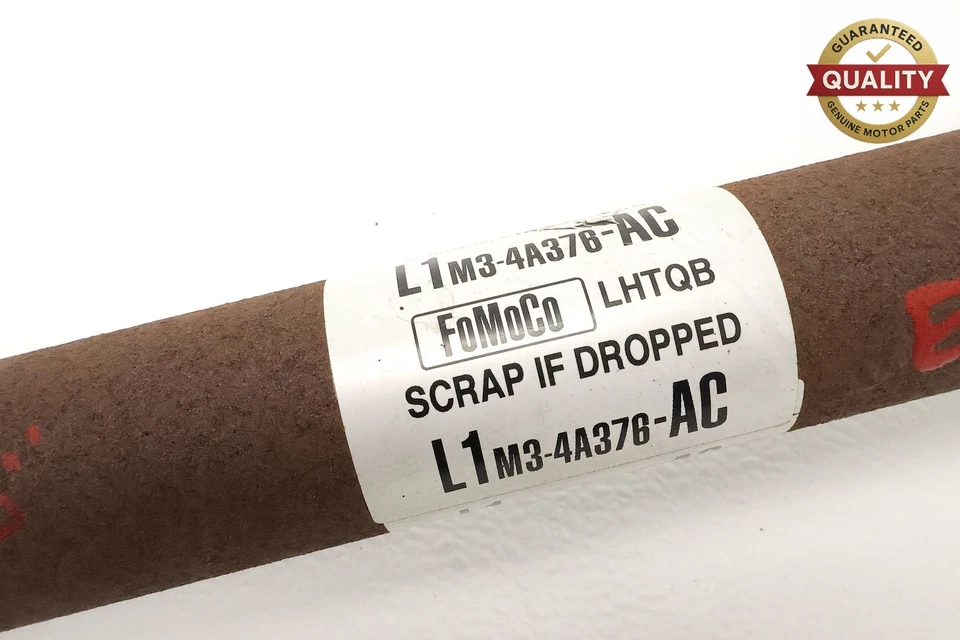 GUARANTEED
QUALITY
GENUINE MOTOR PARTS
L1M3-4A376-AC
FoMoCo LHTQB
SCRAP IF DROPPED
L1M3-4A376-AC